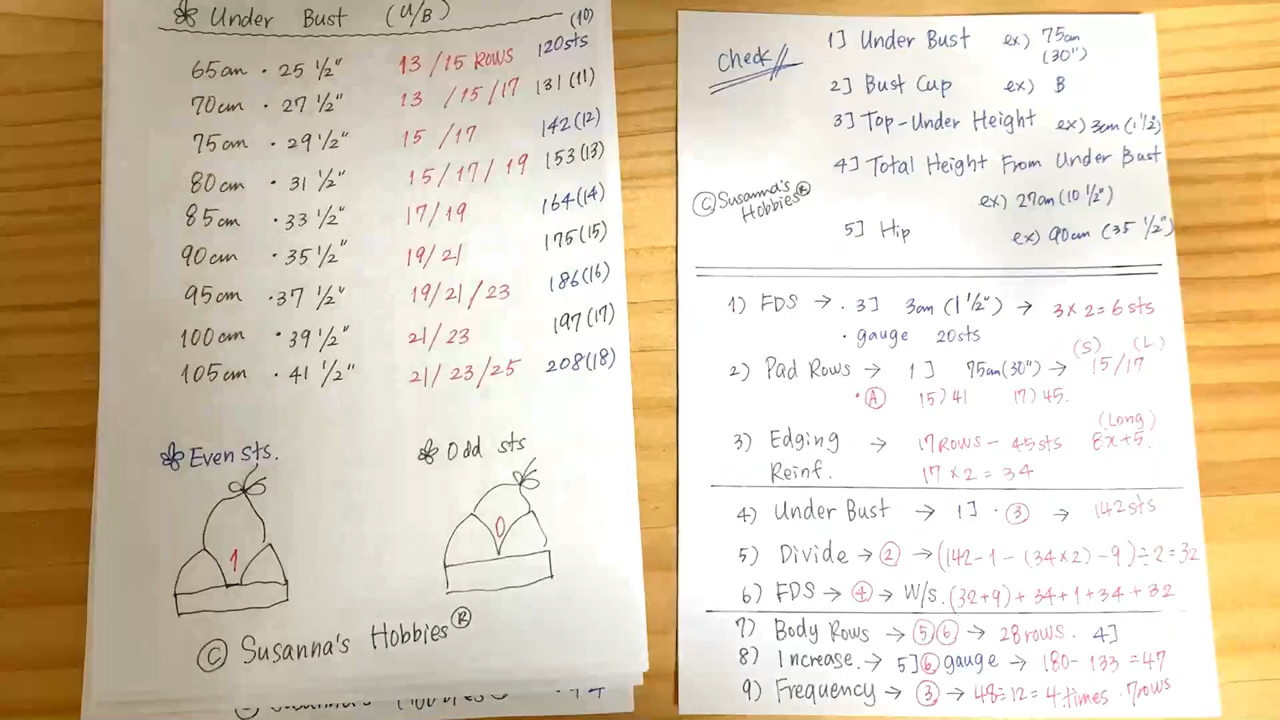 Under Bust (U/B) (10)
65cm · 25 1/2" 13 /15 ROWS 120sts
70cm · 27 1/2" 13 /15/17 131(11)
75cm · 29 1/2" 15 /17 142(12)
80cm · 31 1/2" 15/17/19 153(13)
85cm · 33 1/2" 17/19 164(14)
90cm · 35 1/2" 19/21 175(15)
95cm · 37 1/2" 19/21/23 186(16)
100cm · 39 1/2" 21/23 197(17)
105cm · 41 1/2" 21/23/25 208(18)
Even sts. Odd sts
1 0
© Susanna's Hobbies®
Check//
1] Under Bust ex) 75cm
(30")
2] Bust Cup ex) B
3] Top-Under Height ex) 3cm (1 1/2)
4] Total Height From Under Bust
© Susanna's Hobbies®
ex) 27cm (10 1/2")
5] Hip ex) 90cm (35 1/2")
1) FDS → · 3] 3cm (1 1/2") → 3×2=6 sts
· gauge 20sts
(S) (L)
2) Pad Rows → 1] 75cm(30") → 15/17
· Ⓐ 15)41 17)45.
(Long)
3) Edging → 17 ROWS - 45sts 8x+5.
Reinf. 17×2=34
4) Under Bust → 1] · ③ → 142sts
5) Divide → ② → (142-1-(34×2)-9)÷2=32
6) FDS → ④ → W/S. (32+9)+34+1+34+32
7) Body Rows → ⑤⑥ → 28rows. 4]
8) Increase. → 5]⑥gauge → 180-133=47
9) Frequency → ③ → 48÷12=4 times · 7rows